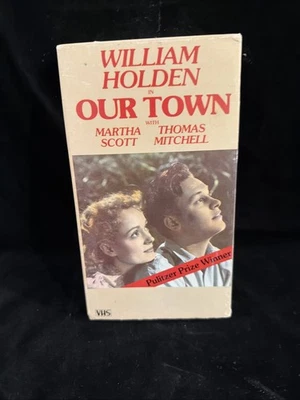 WILLIAM
HOLDEN
IN
OUR TOWN
WITH
MARTHA THOMAS
SCOTT MITCHELL
Pulitzer Prize Winner
VHS